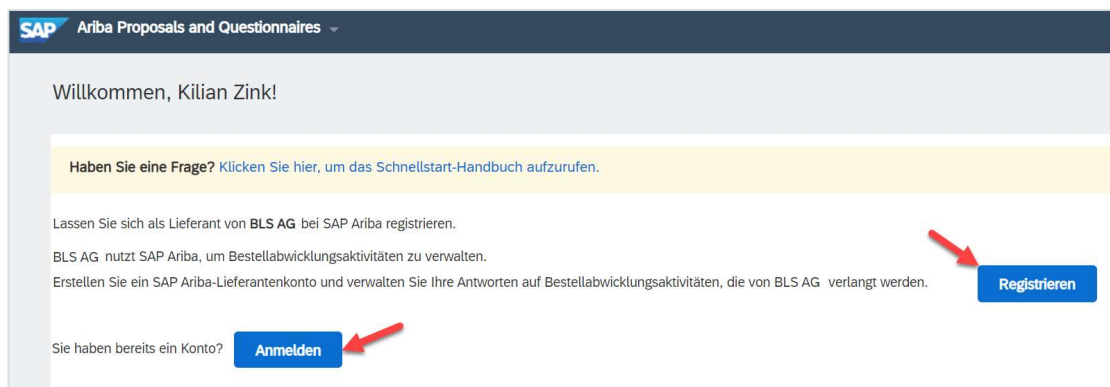 SAP Ariba Proposals and Questionnaires
Willkommen, Kilian Zink!
Haben Sie eine Frage? Klicken Sie hier, um das Schnellstart-Handbuch aufzurufen.
Lassen Sie sich als Lieferant von BLS AG bei SAP Ariba registrieren.
BLS AG nutzt SAP Ariba, um Bestellabwicklungsaktivitäten zu verwalten.
Erstellen Sie ein SAP Ariba-Lieferantenkonto und verwalten Sie Ihre Antworten auf Bestellabwicklungsaktivitäten, die von BLS AG verlangt werden. Registrieren
Sie haben bereits ein Konto? Anmelden